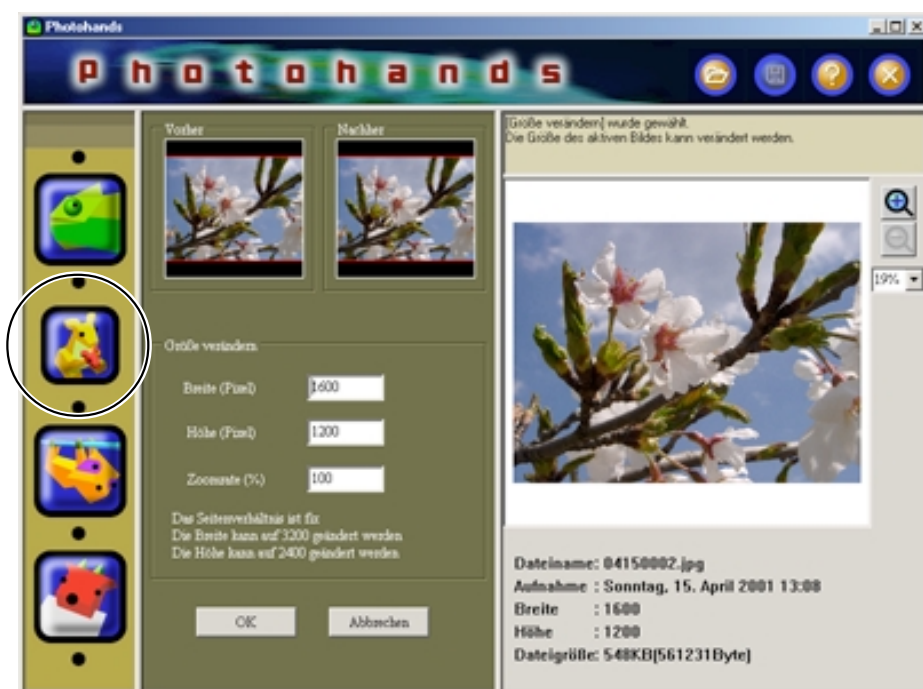 Photohands
Photohands
[Größe verändern] wurde gewählt.
Die Größe des aktiven Bildes kann verändert werden.
Vorher
Nachher
19%
Größe verändern
Breite (Pixel)
1600
Höhe (Pixel)
1200
Zoomrate (%)
100
Das Seitenverhältnis ist fix
Die Breite kann auf 3200 geändert werden
Die Höhe kann auf 2400 geändert werden
OK
Abbrechen
Dateiname: 04150002.jpg
Aufnahme : Sonntag, 15. April 2001 13:08
Breite : 1600
Höhe : 1200
Dateigröße: 548KB(561231Byte)